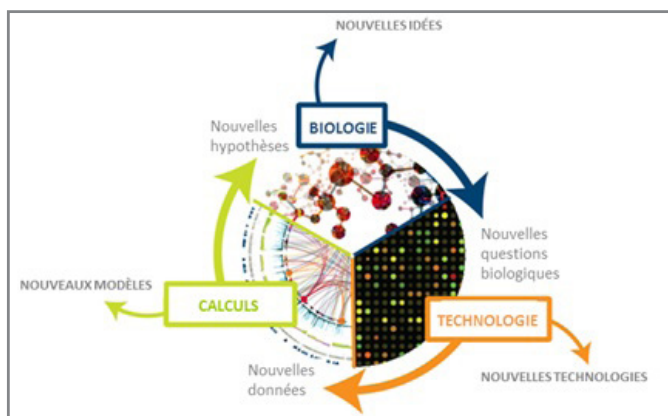 NOUVELLES IDÉES
BIOLOGIE
Nouvelles
hypothèses
Nouvelles
questions
biologiques
NOUVEAUX MODÈLES
CALCULS
TECHNOLOGIE
Nouvelles
données
NOUVELLES TECHNOLOGIES